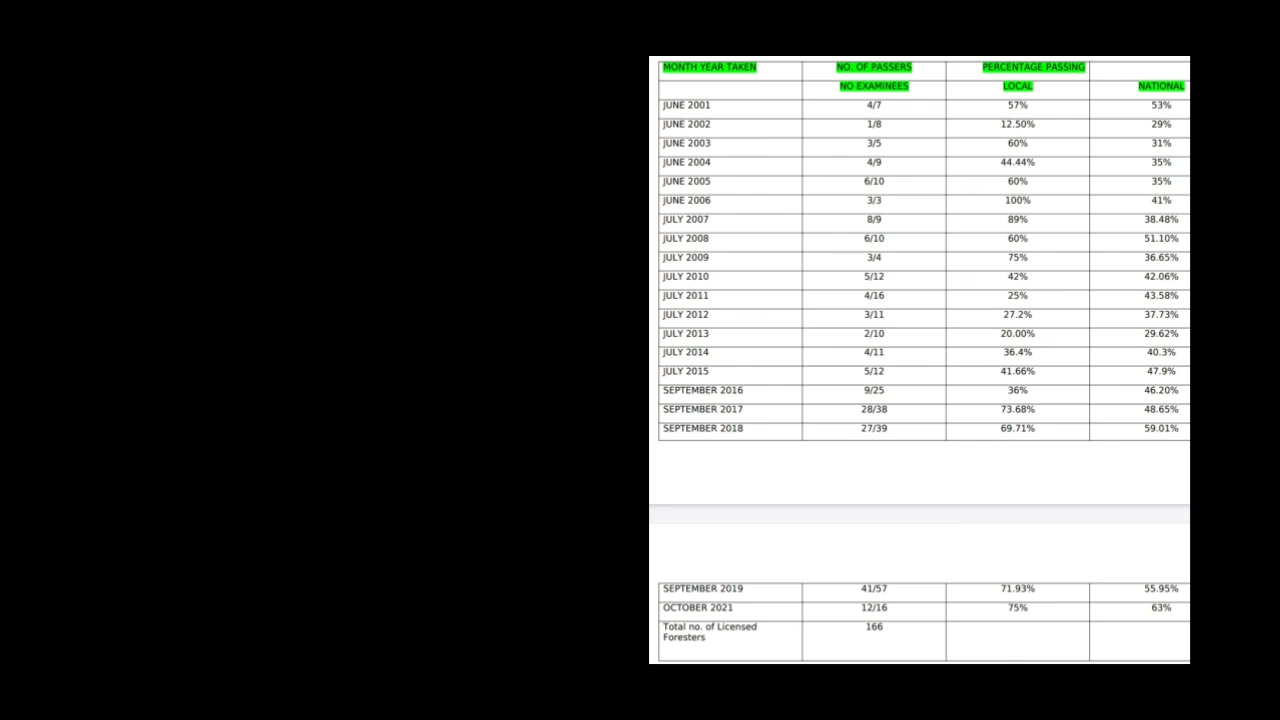 MONTH YEAR TAKEN NO. OF PASSERS PERCENTAGE PASSING
NO EXAMINEES LOCAL NATIONAL
JUNE 2001 4/7 57% 53%
JUNE 2002 1/8 12.50% 29%
JUNE 2003 3/5 60% 31%
JUNE 2004 4/9 44.44% 35%
JUNE 2005 6/10 60% 35%
JUNE 2006 3/3 100% 41%
JULY 2007 8/9 89% 38.48%
JULY 2008 6/10 60% 51.10%
JULY 2009 3/4 75% 36.65%
JULY 2010 5/12 42% 42.06%
JULY 2011 4/16 25% 43.58%
JULY 2012 3/11 27.2% 37.73%
JULY 2013 2/10 20.00% 29.62%
JULY 2014 4/11 36.4% 40.3%
JULY 2015 5/12 41.66% 47.9%
SEPTEMBER 2016 9/25 36% 46.20%
SEPTEMBER 2017 28/38 73.68% 48.65%
SEPTEMBER 2018 27/39 69.71% 59.01%
SEPTEMBER 2019 41/57 71.93% 55.95%
OCTOBER 2021 12/16 75% 63%
Total no. of Licensed 166
Foresters